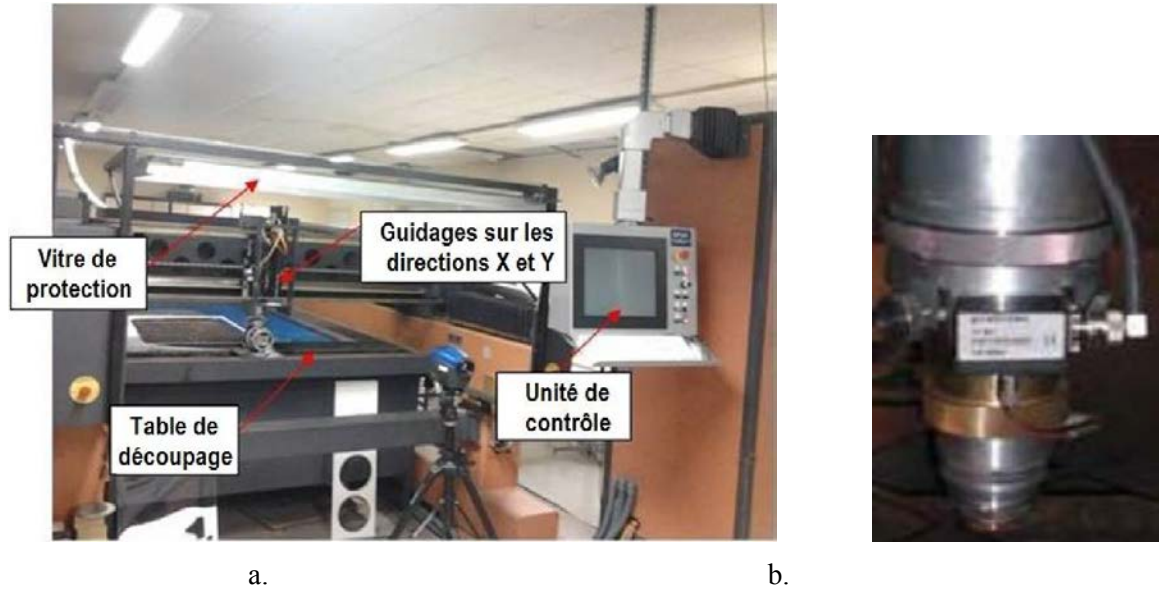 Vitre de
protection
Guidages sur les
directions X et Y
Table de
découpage
Unité de
contrôle
a.
b.